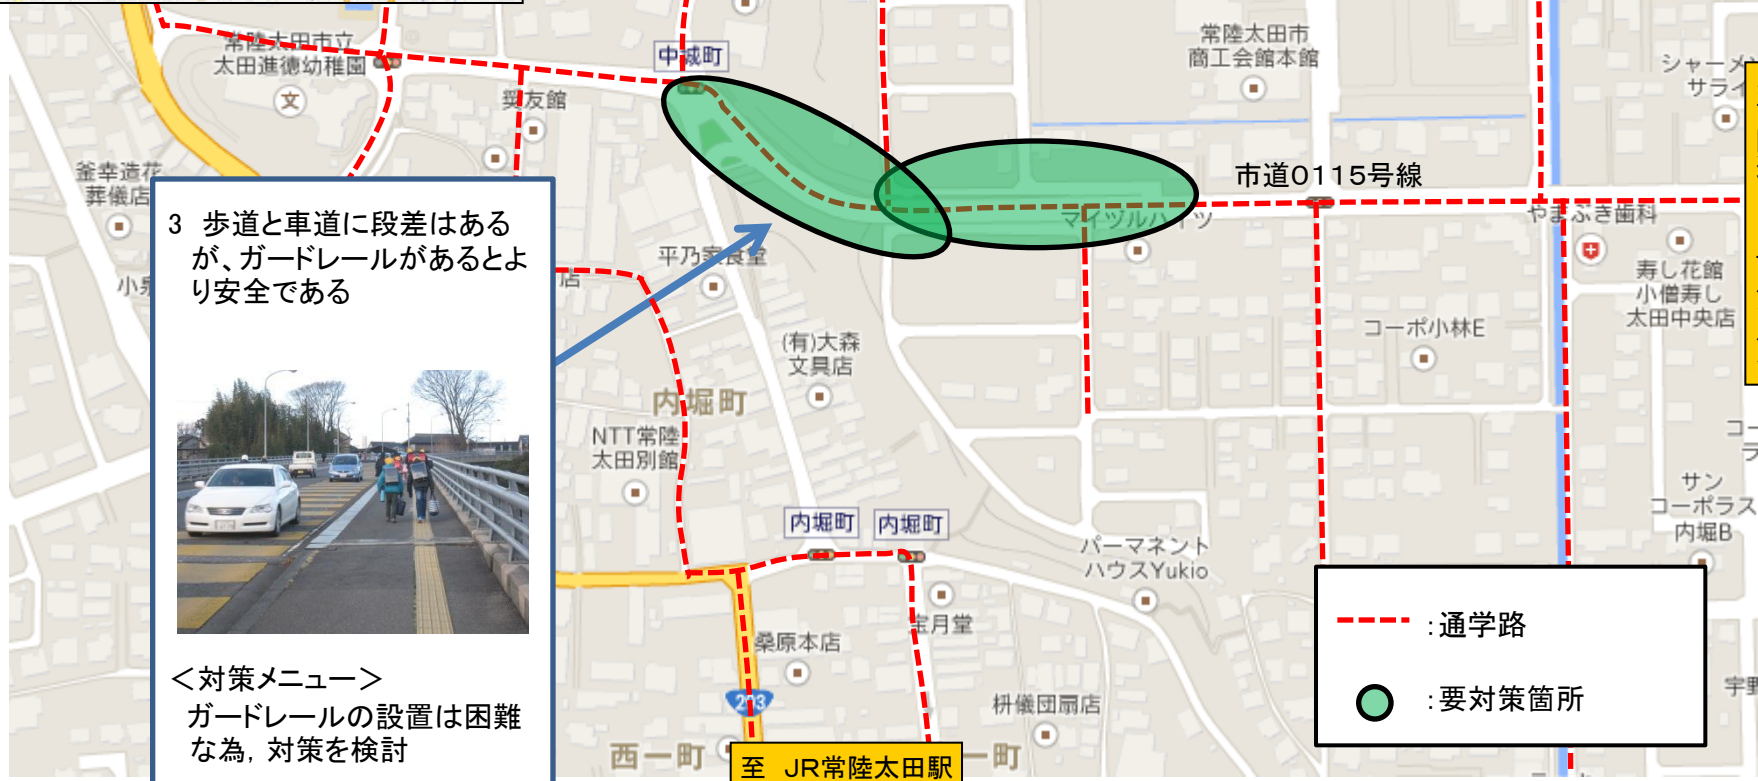 常陸太田市立
太田進徳幼稚園
文
中城町
奨友館
常陸太田市
商工会館本館
シャーメ
サライ
釜幸造花
葬儀店
市道0115号線
マイヅルハイツ
やまぶき歯科
3 歩道と車道に段差はある
が、ガードレールがあるとよ
り安全である
小泉
店
平乃家食堂
寿し花館
小僧寿し
太田中央店
(有)大森
文具店
コーポ小林E
内堀町
NTT常陸
太田別館
コー
ラ
サン
コーポラス
内堀B
内堀町
内堀町
パーマネント
ハウスYukio
宝月堂
桑原本店
:通学路
＜対策メニュー＞
ガードレールの設置は困難
な為，対策を検討
293
枡儀団扇店
:要対策箇所
西一町
至 JR常陸太田駅
一町